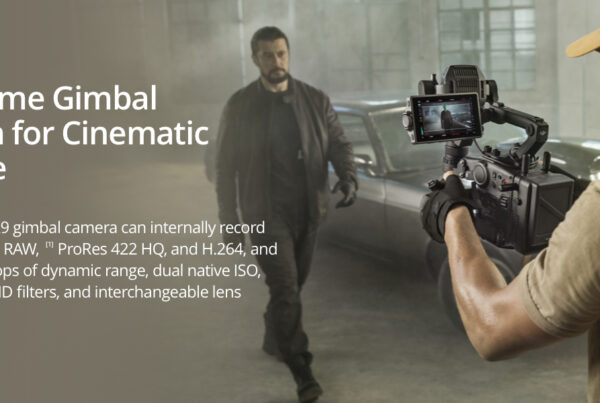 me Gimbal
for Cinematic
e
9 gimbal camera can internally record
RAW, [1] ProRes 422 HQ, and H.264, and
ops of dynamic range, dual native ISO,
filters, and interchangeable lens